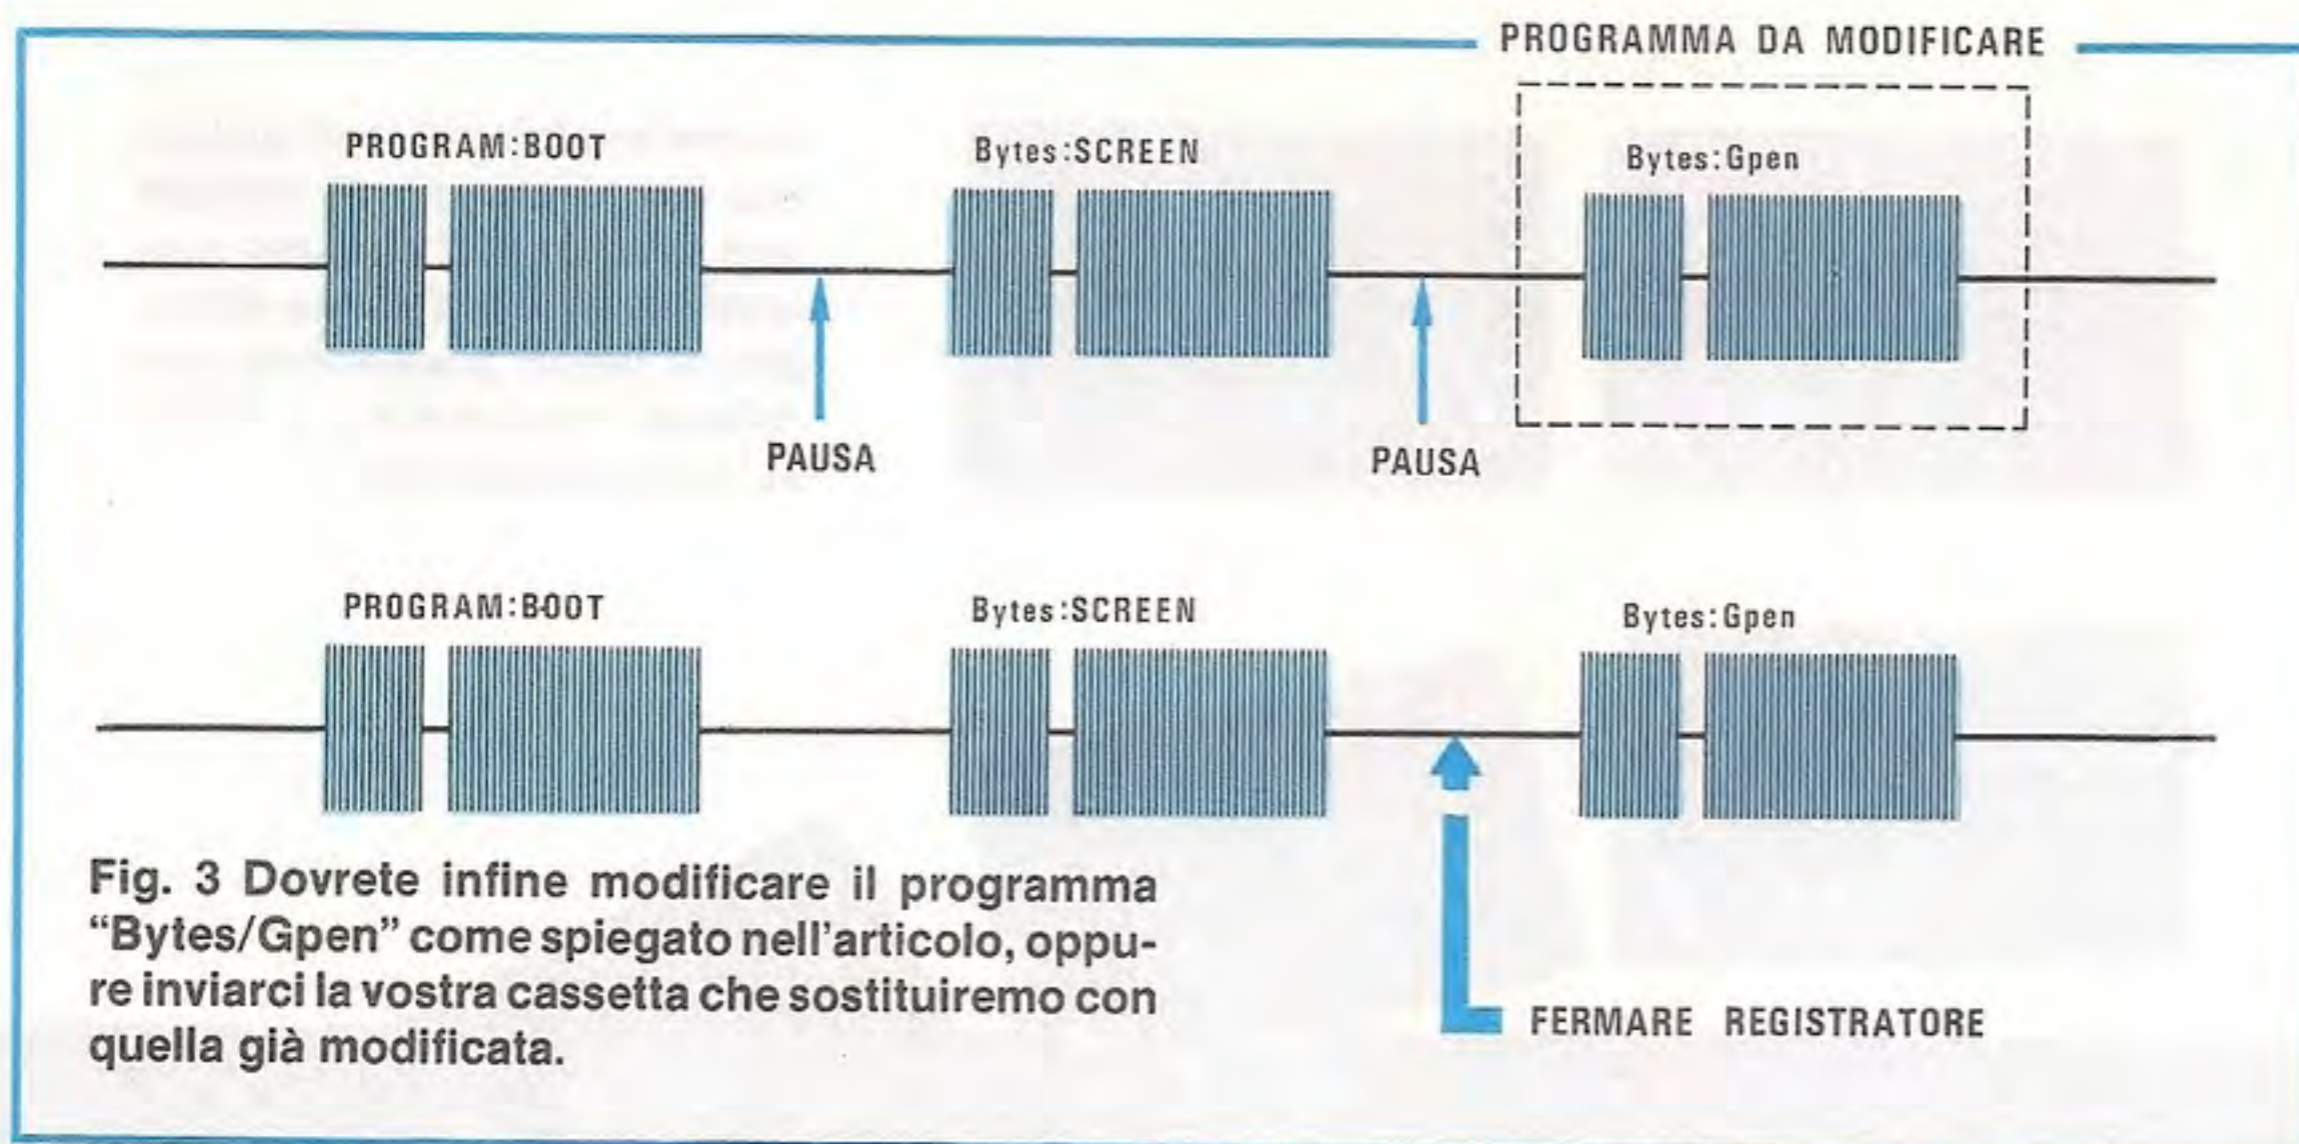 PROGRAMMA DA MODIFICARE
PROGRAM:BOOT
Bytes:SCREEN
Bytes:Gpen
PAUSA
PAUSA
PROGRAM:BOOT
Bytes:SCREEN
Bytes:Gpen
Fig. 3 Dovrete infine modificare il programma
“Bytes/Gpen” come spiegato nell’articolo, oppu-
re inviarci la vostra cassetta che sostituiremo con
quella già modificata.
FERMARE REGISTRATORE